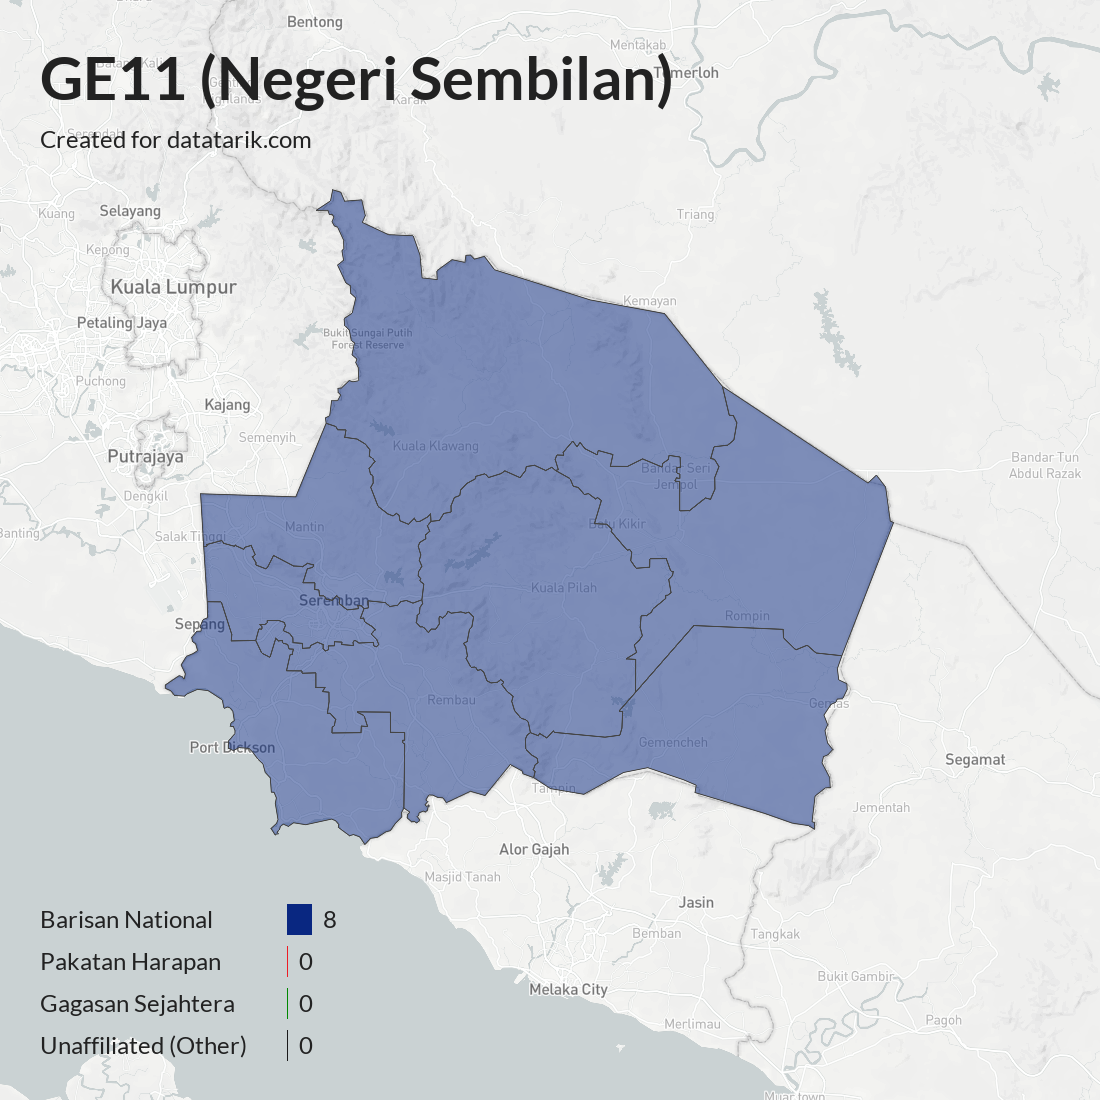 Bentong
Mentakab
Temerloh
GE11 (Negeri Sembilan)
Karak
Serendah
Created for datatarik.com
Kuang
Selayang
Triang
Kepong
Kuala Lumpur
Kemayan
Petaling Jaya
Bukit Sungai Putih
Forest Reserve
Puchong
Kajang
Semenyih
Kuala Klawang
Putrajaya
Bandar Tun
Abdul Razak
Bandar Seri
Jempol
Dengkil
Mantin
Batu Kikir
Banting
Salak Tinggi
Kuala Pilah
Seremban
Sepang
Rompin
Rembau
Gemas
Port Dickson
Gemencheh
Segamat
Tampin
Jementah
Alor Gajah
Masjid Tanah
Jasin
Barisan National 8
Bemban
Tangkak
Pakatan Harapan 0
Bukit Gambir
Melaka City
Gagasan Sejahtera 0
Merlimau
Pagoh
Unaffiliated (Other) 0
Muar town